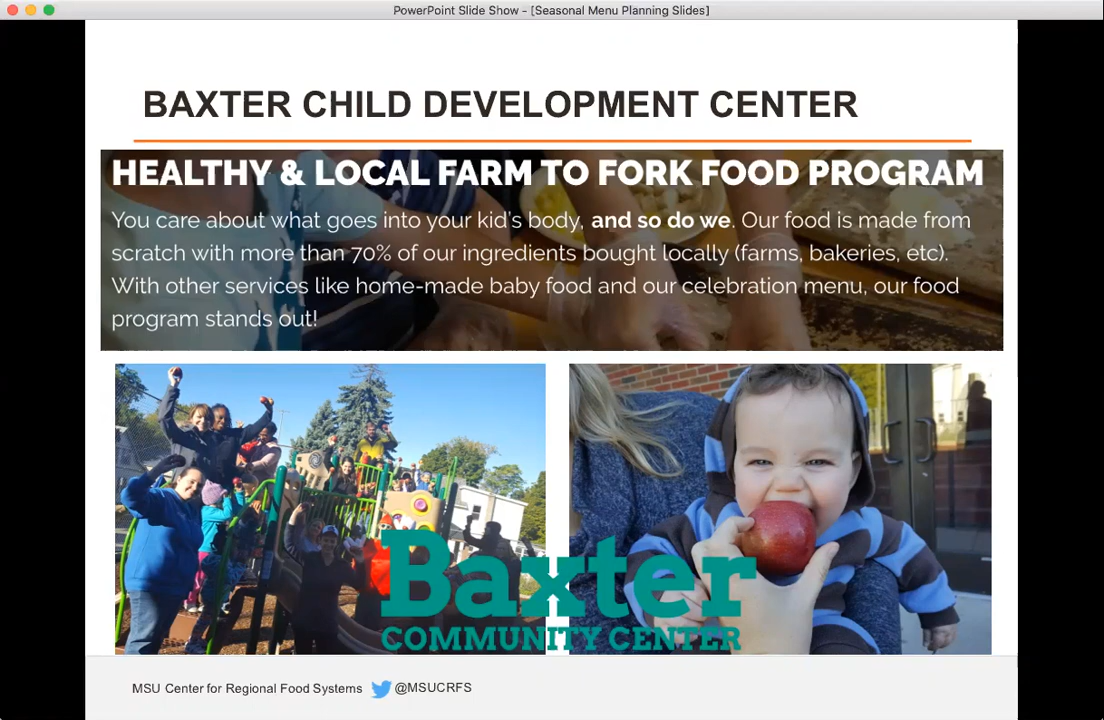 PowerPoint Slide Show - [Seasonal Menu Planning Slides]
BAXTER CHILD DEVELOPMENT CENTER
HEALTHY & LOCAL FARM TO FORK FOOD PROGRAM
You care about what goes into your kid's body, and so do we. Our food is made from
scratch with more than 70% of our ingredients bought locally (farms, bakeries, etc).
With other services like home-made baby food and our celebration menu, our food
program stands out!
Baxter
COMMUNITY CENTER
MSU Center for Regional Food Systems @MSUCRFS